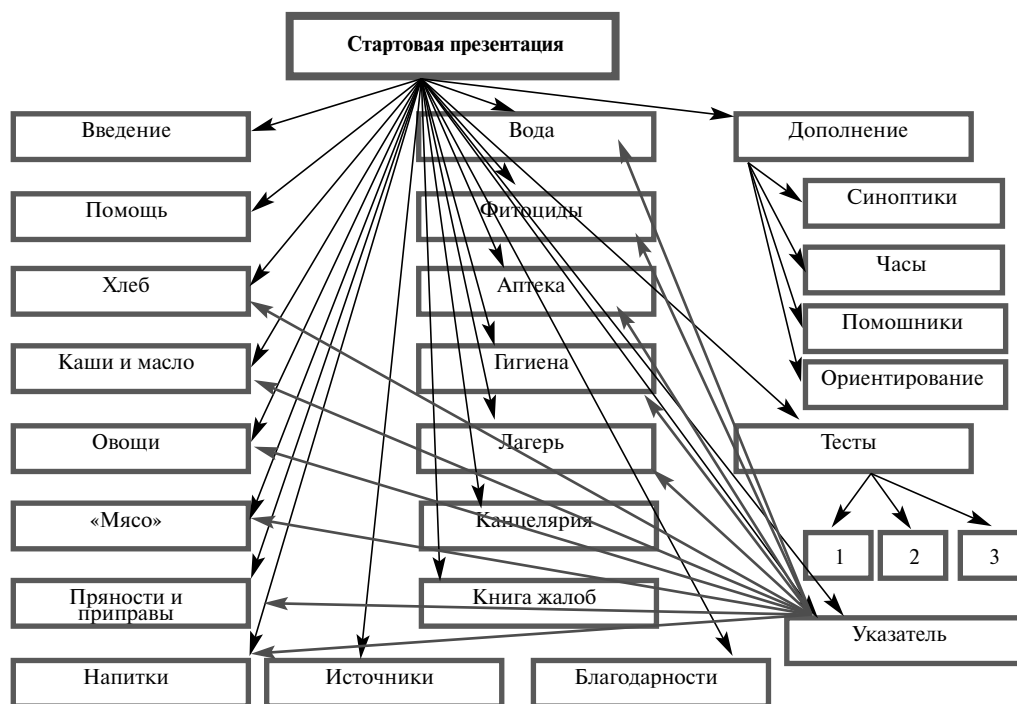 Стартовая презентация
Введение
Вода
Дополнение
Помощь
Фитоциды
Синоптики
Хлеб
Аптека
Часы
Каши и масло
Гигиена
Помошники
Ориентирование
Овощи
Лагерь
Тесты
«Мясо»
Канцелярия
1
2
3
Пряности и
приправы
Книга жалоб
Указатель
Напитки
Источники
Благодарности